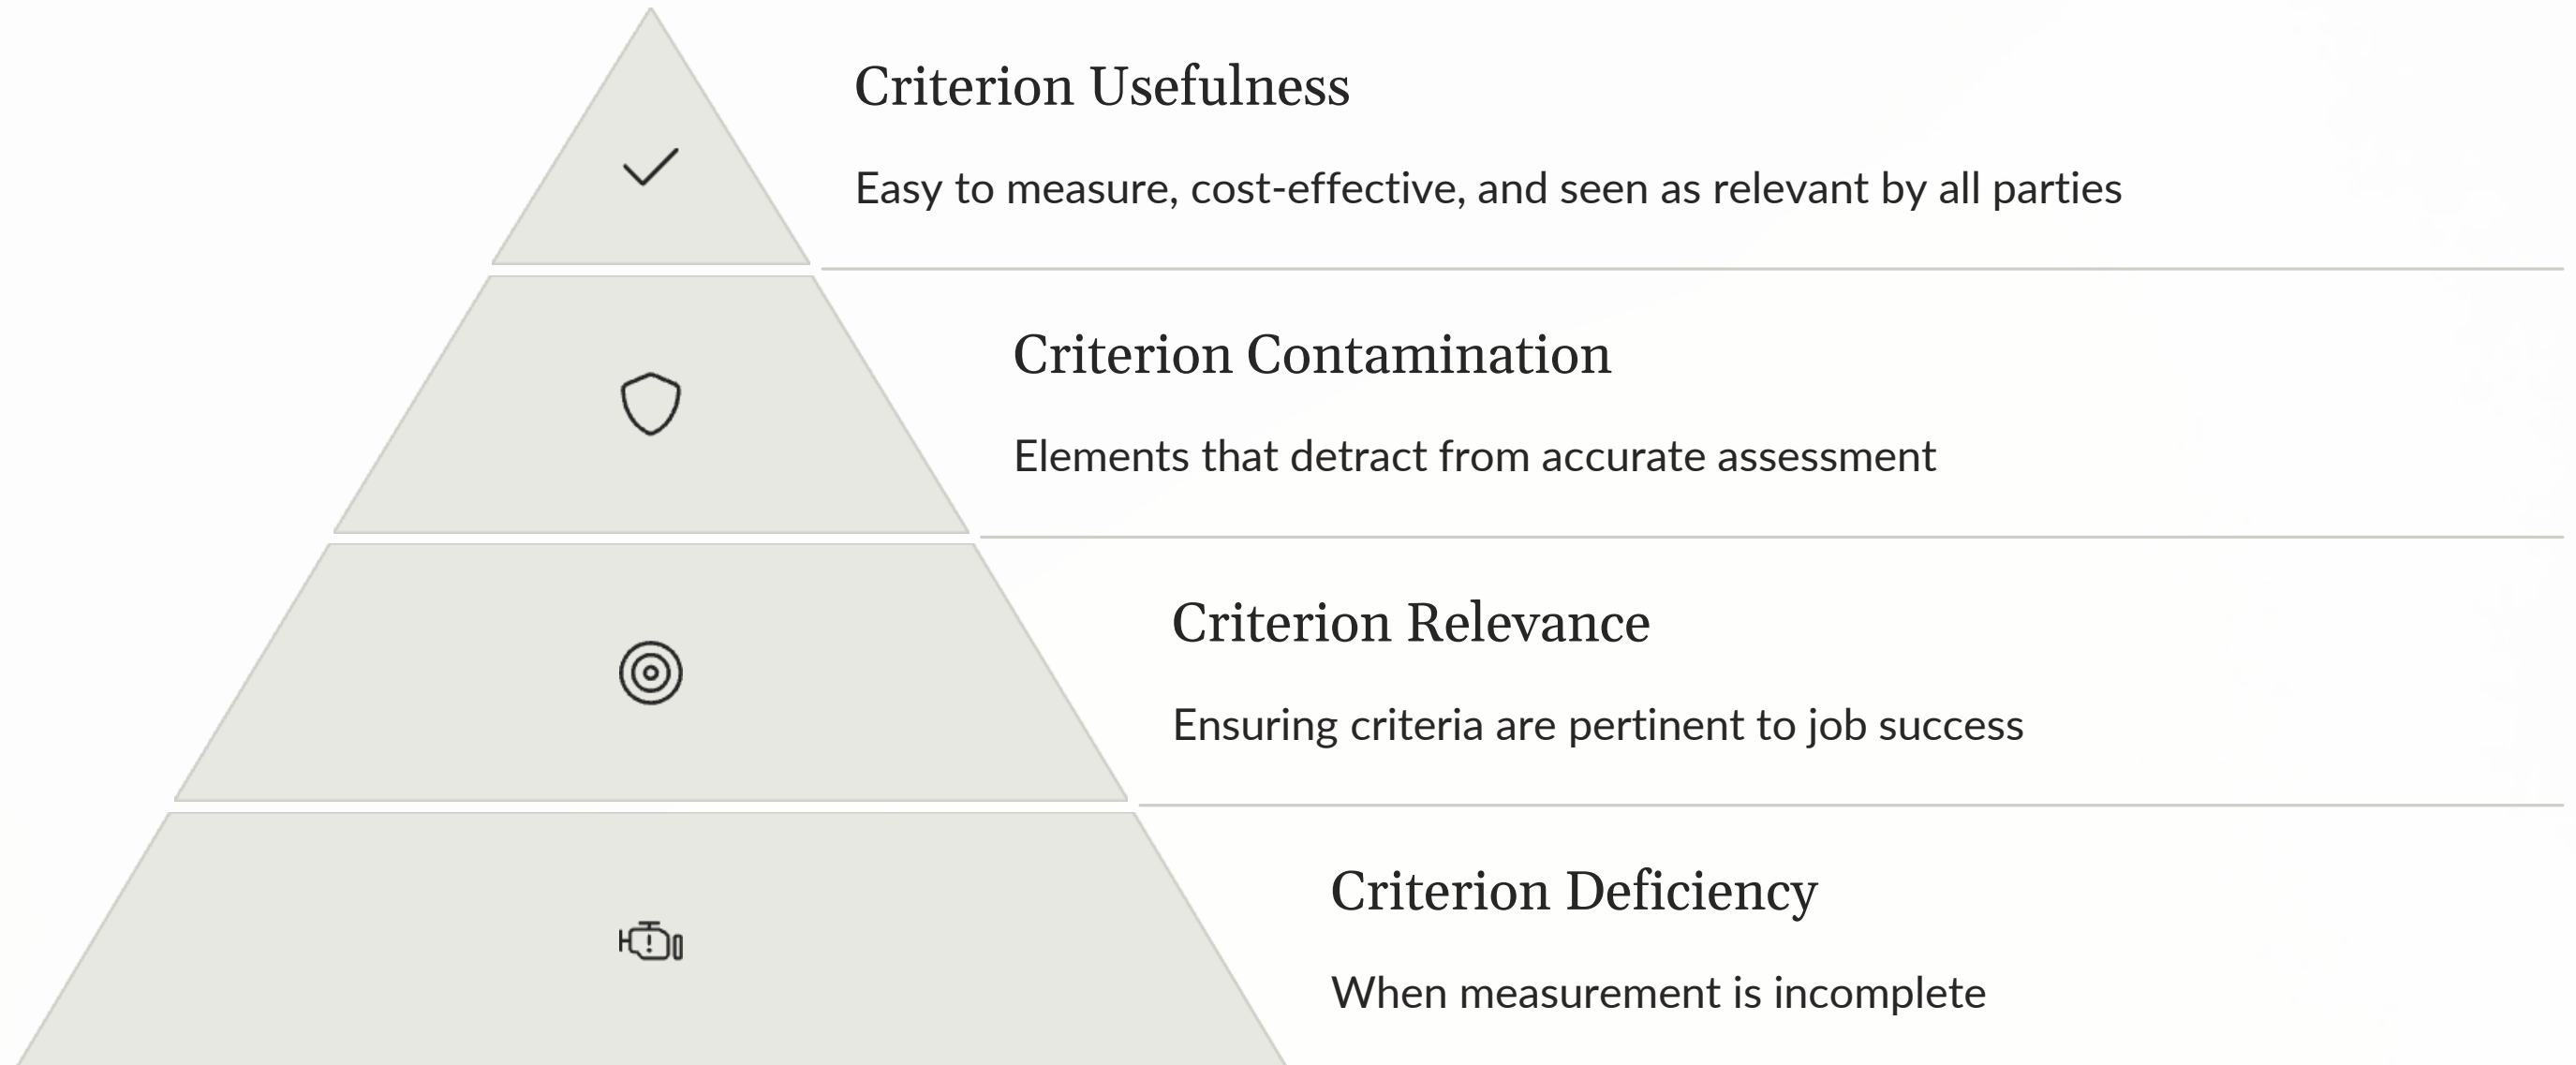 Criterion Usefulness
Easy to measure, cost-effective, and seen as relevant by all parties
Criterion Contamination
Elements that detract from accurate assessment
Criterion Relevance
Ensuring criteria are pertinent to job success
Criterion Deficiency
When measurement is incomplete